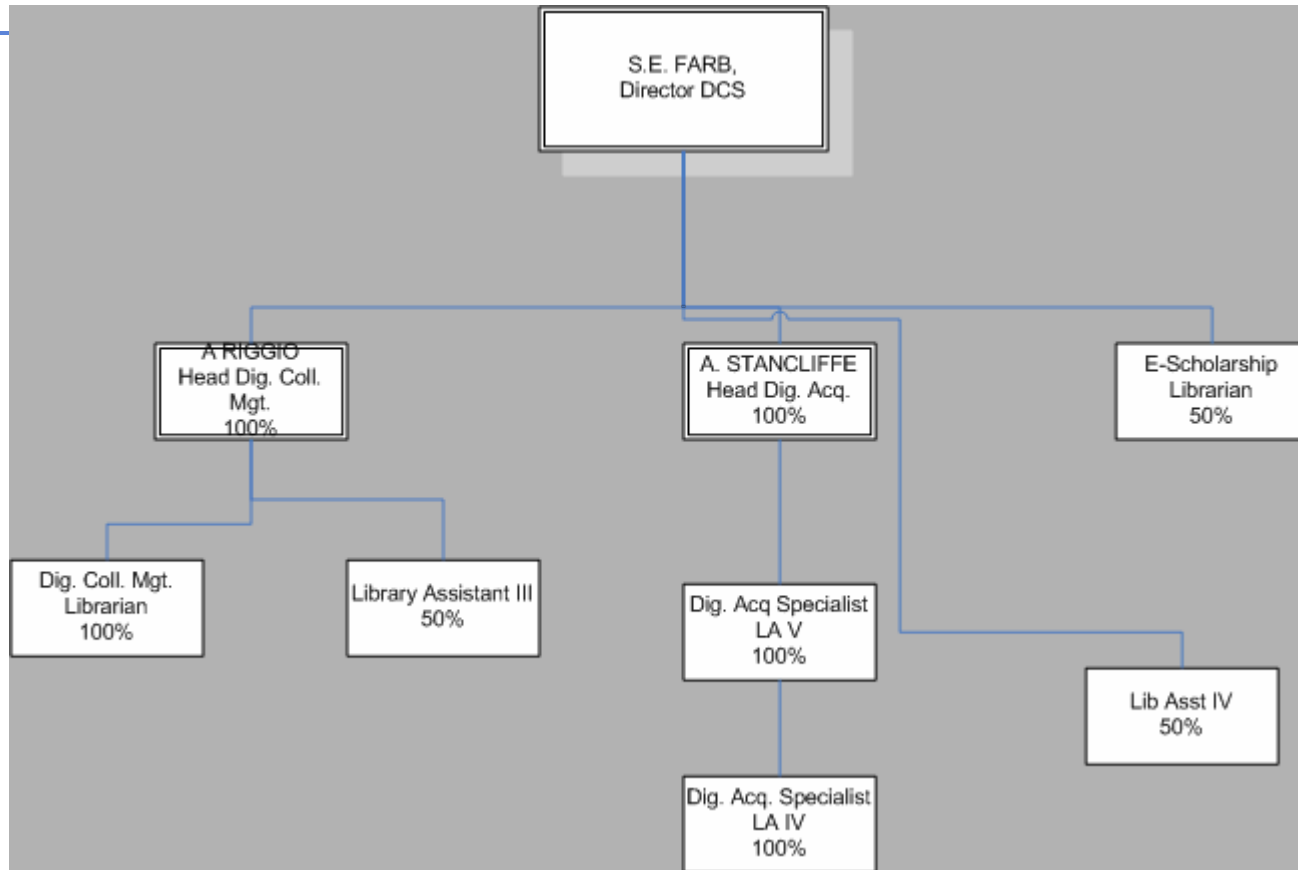 S.E. FARB,
Director DCS
A RIGGIO
Head Dig. Coll.
Mgt.
100%
A. STANCLIFFE
Head Dig. Acq.
100%
E-Scholarship
Librarian
50%
Dig. Coll. Mgt.
Librarian
100%
Library Assistant III
50%
Dig. Acq Specialist
LA V
100%
Lib Asst IV
50%
Dig. Acq. Specialist
LA IV
100%